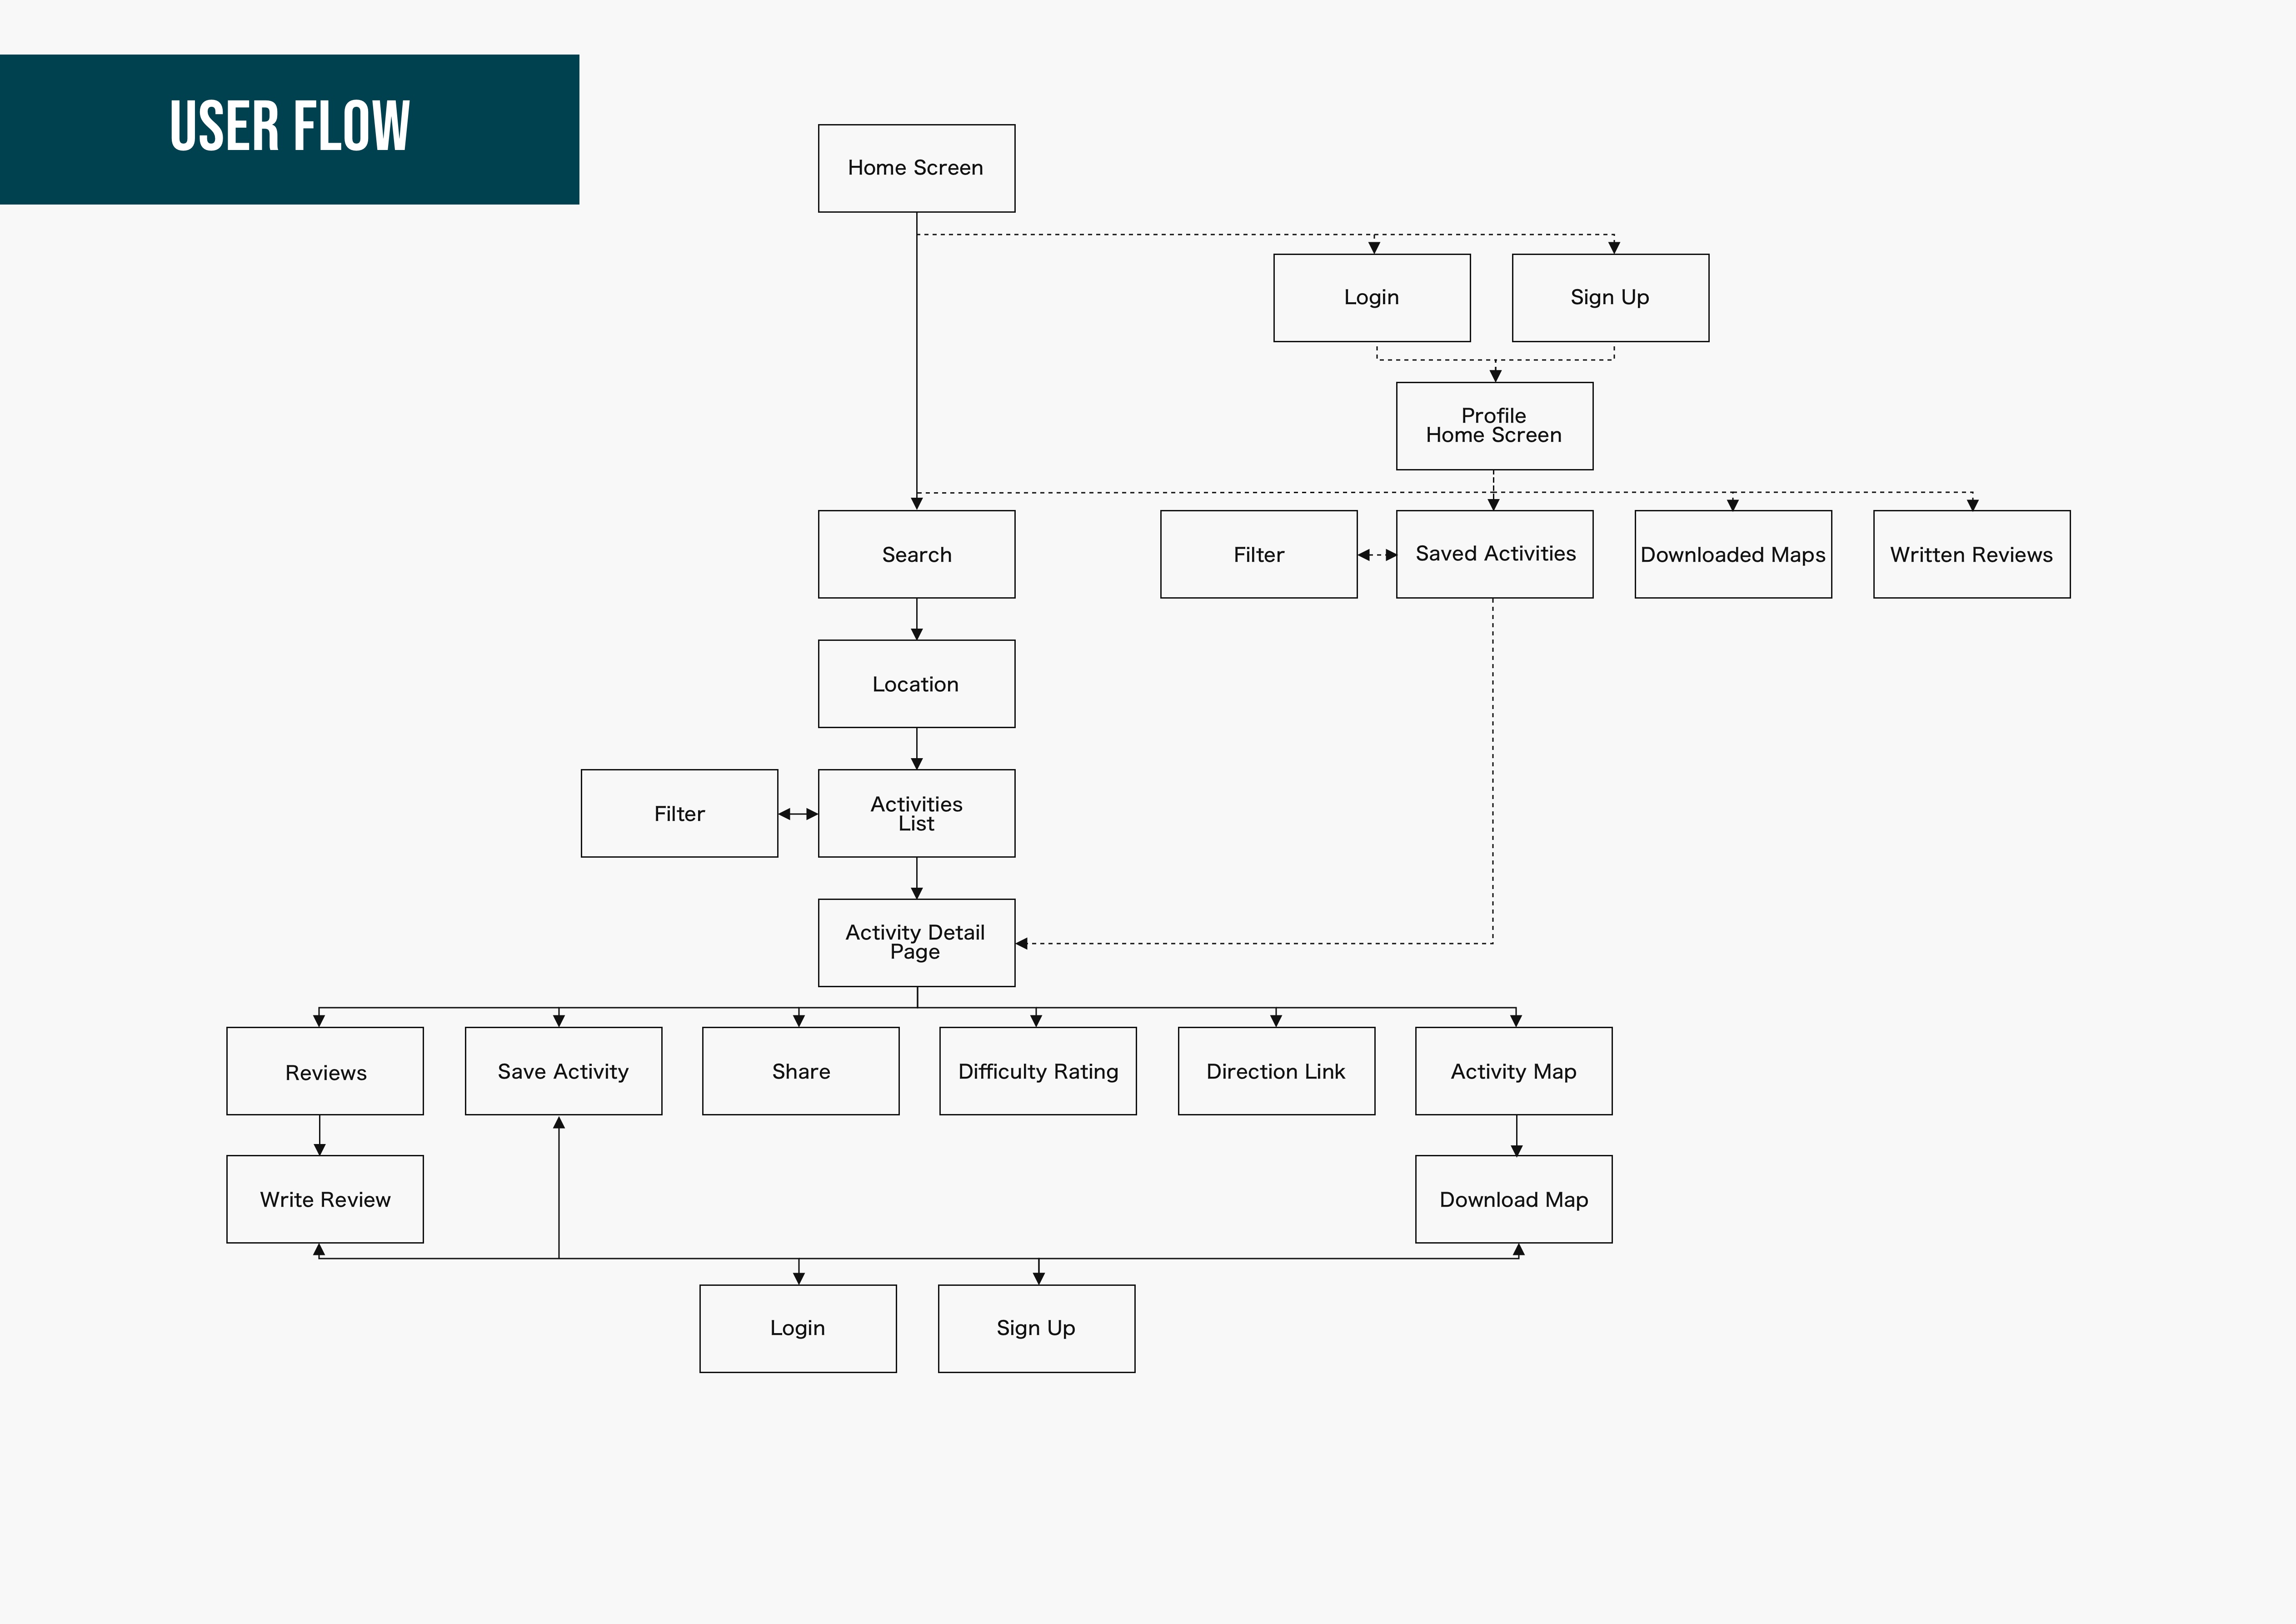 USER FLOW
Home Screen
Login
Sign Up
Profile
Home Screen
Search
Filter
Saved Activities
Downloaded Maps
Written Reviews
Location
Filter
Activities
List
Activity Detail
Page
Reviews
Save Activity
Share
Difficulty Rating
Direction Link
Activity Map
Write Review
Download Map
Login
Sign Up